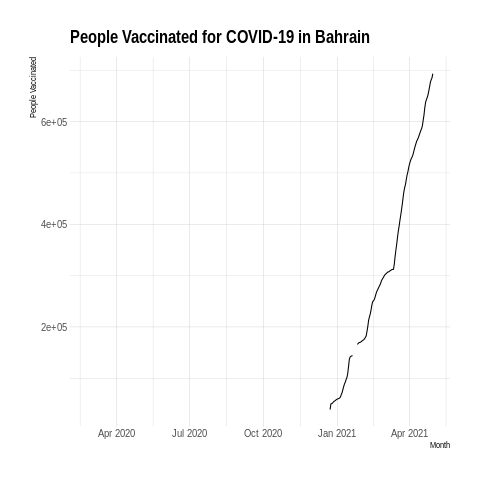 People Vaccinated for COVID-19 in Bahrain
People Vaccinated
6e+05
4e+05
2e+05
Apr 2020 Jul 2020 Oct 2020 Jan 2021 Apr 2021
Month